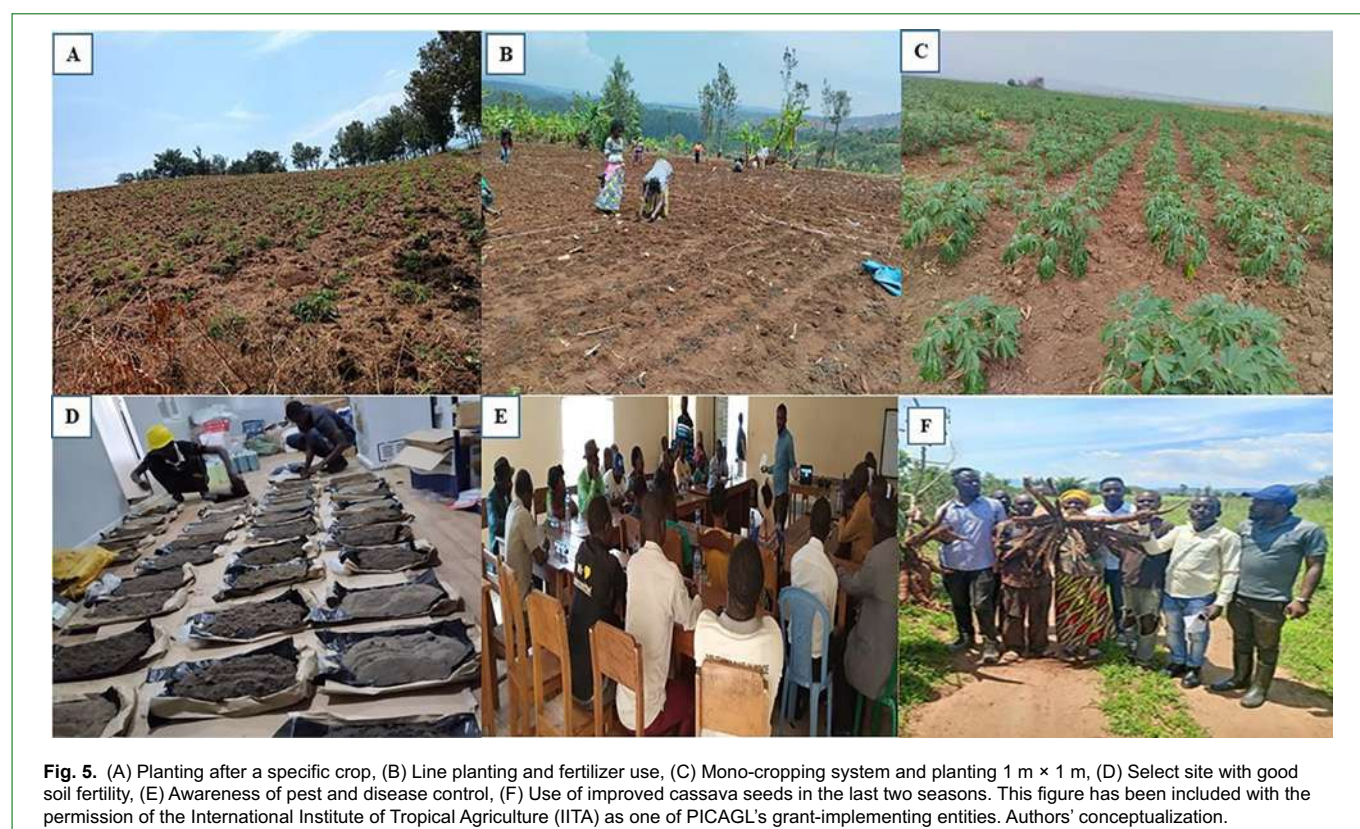 A
B
C
D
E
F
Fig. 5. (A) Planting after a specific crop, (B) Line planting and fertilizer use, (C) Mono-cropping system and planting 1 m × 1 m, (D) Select site with good
soil fertility, (E) Awareness of pest and disease control, (F) Use of improved cassava seeds in the last two seasons. This figure has been included with the
permission of the International Institute of Tropical Agriculture (IITA) as one of PICAGL's grant-implementing entities. Authors' conceptualization.